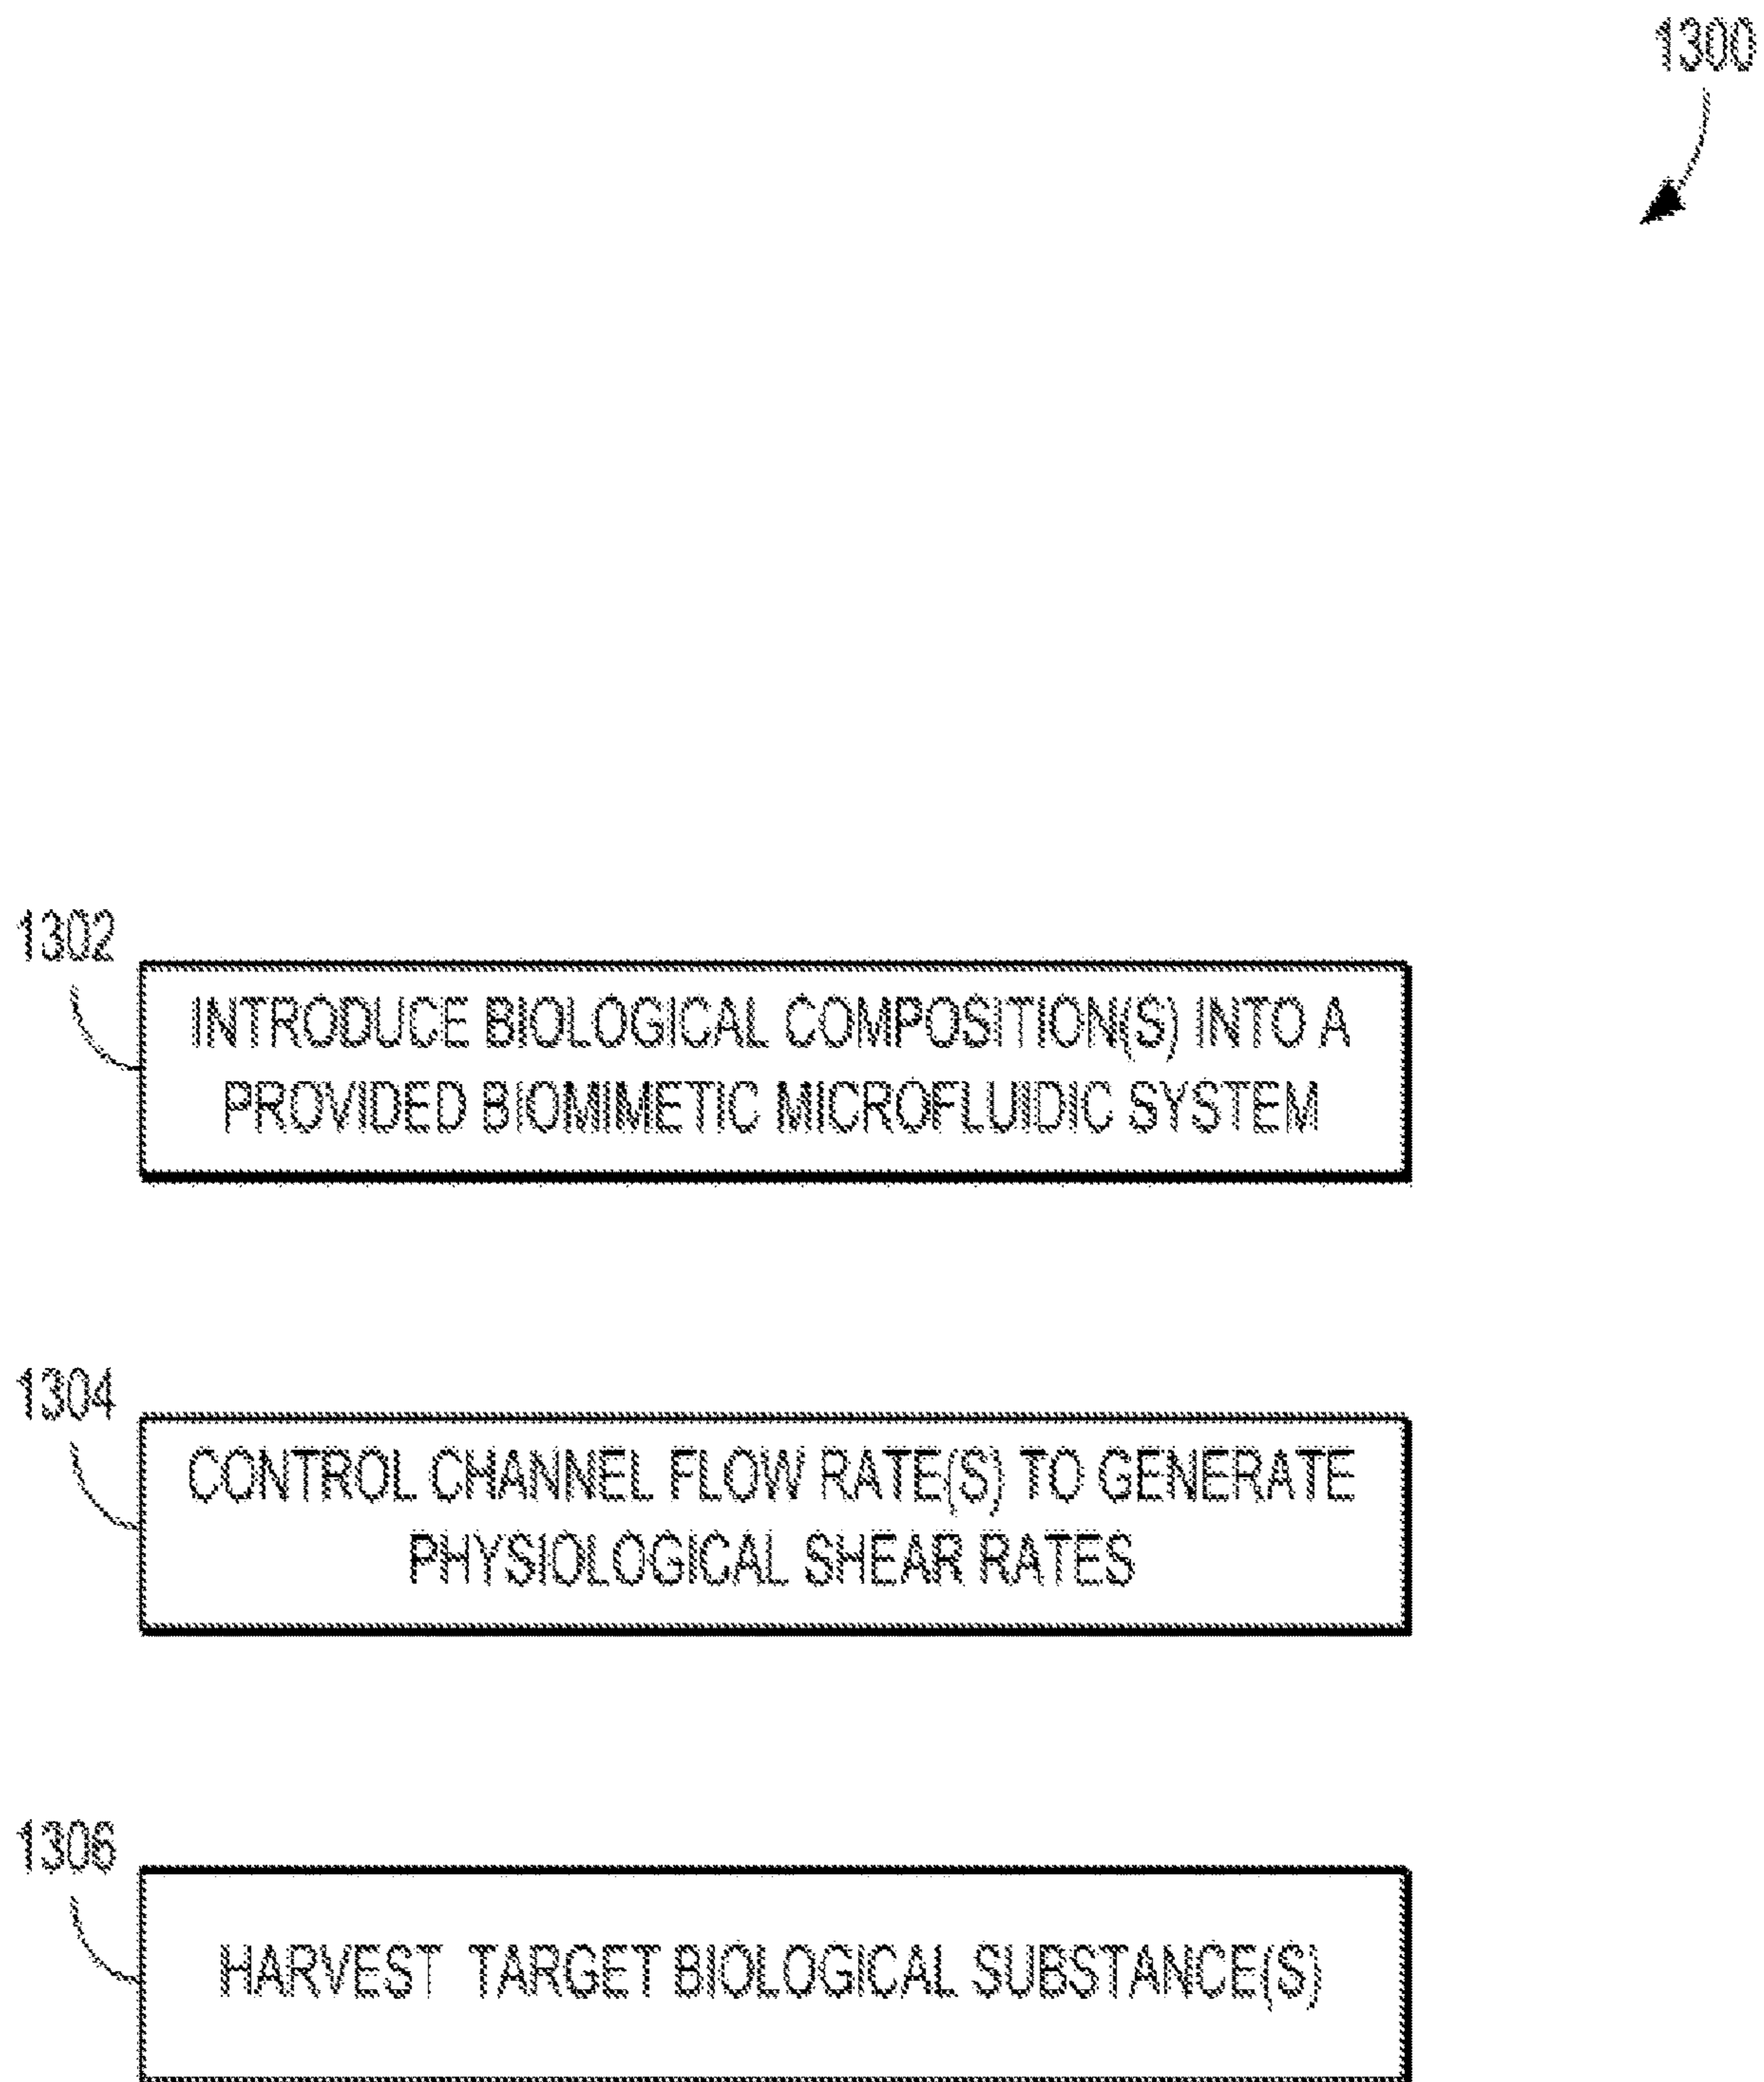 1300
1302
INTRODUCE BIOLOGICAL COMPOSITION(S) INTO A
PROVIDED BIOMIMETIC MICROFLUIDIC SYSTEM
1304
CONTROL CHANNEL FLOW RATE(S) TO GENERATE
PHYSIOLOGICAL SHEAR RATES
1306
HARVEST TARGET BIOLOGICAL SUBSTANCE(S)